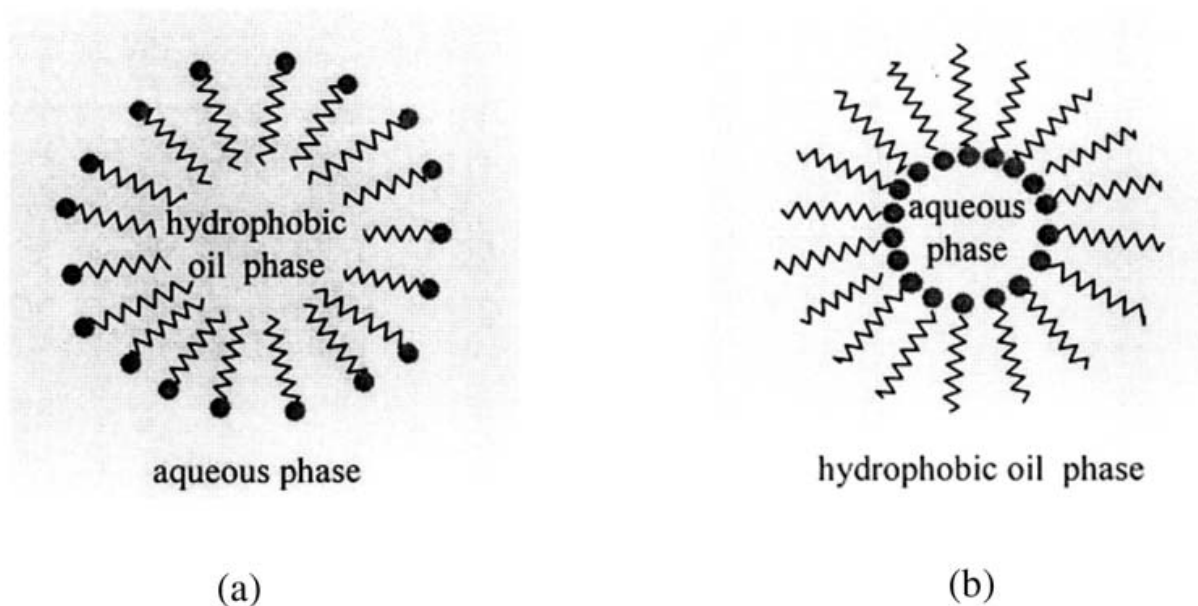 hydrophobic
oil phase
aqueous phase
(a)
aqueous
phase
hydrophobic oil phase
(b)